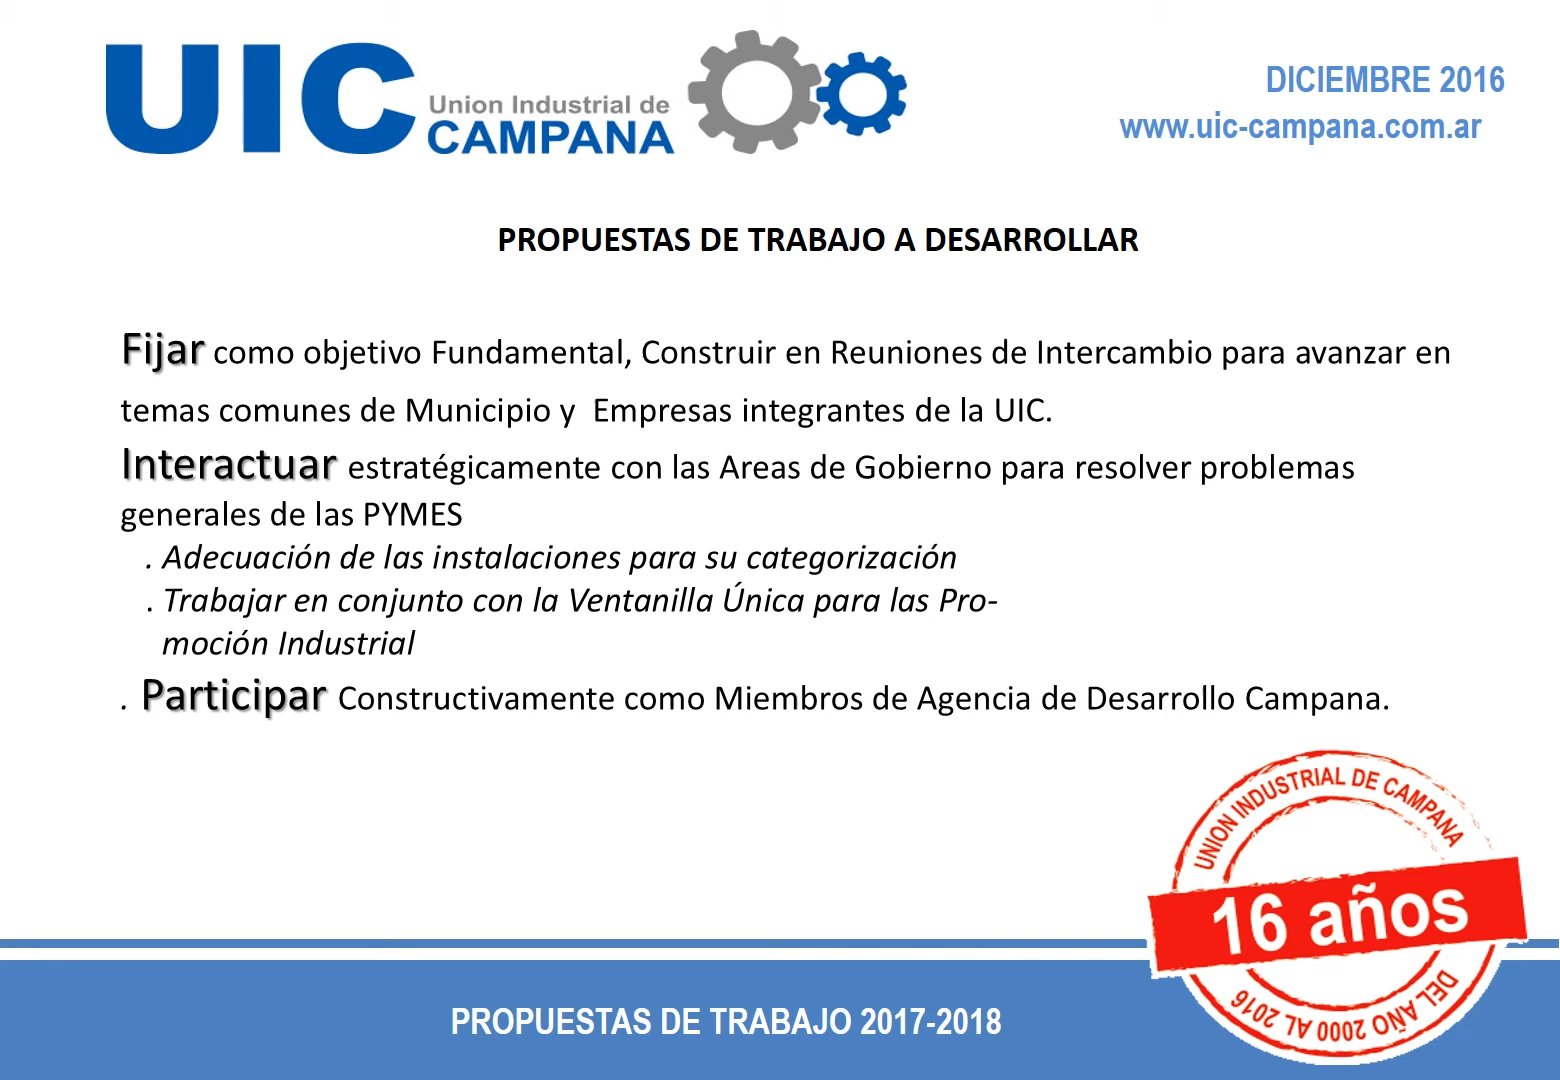 UIC Union Industrial de
CAMPANA
DICIEMBRE 2016
www.uic-campana.com.ar
PROPUESTAS DE TRABAJO A DESARROLLAR
Fijar como objetivo Fundamental, Construir en Reuniones de Intercambio para avanzar en
temas comunes de Municipio y  Empresas integrantes de la UIC.
Interactuar estratégicamente con las Areas de Gobierno para resolver problemas
generales de las PYMES
. Adecuación de las instalaciones para su categorización
. Trabajar en conjunto con la Ventanilla Única para las Pro-
moción Industrial
. Participar Constructivamente como Miembros de Agencia de Desarrollo Campana.
UNION INDUSTRIAL DE CAMPANA
16 años
DEL AÑO 2000 AL 2016
PROPUESTAS DE TRABAJO 2017-2018